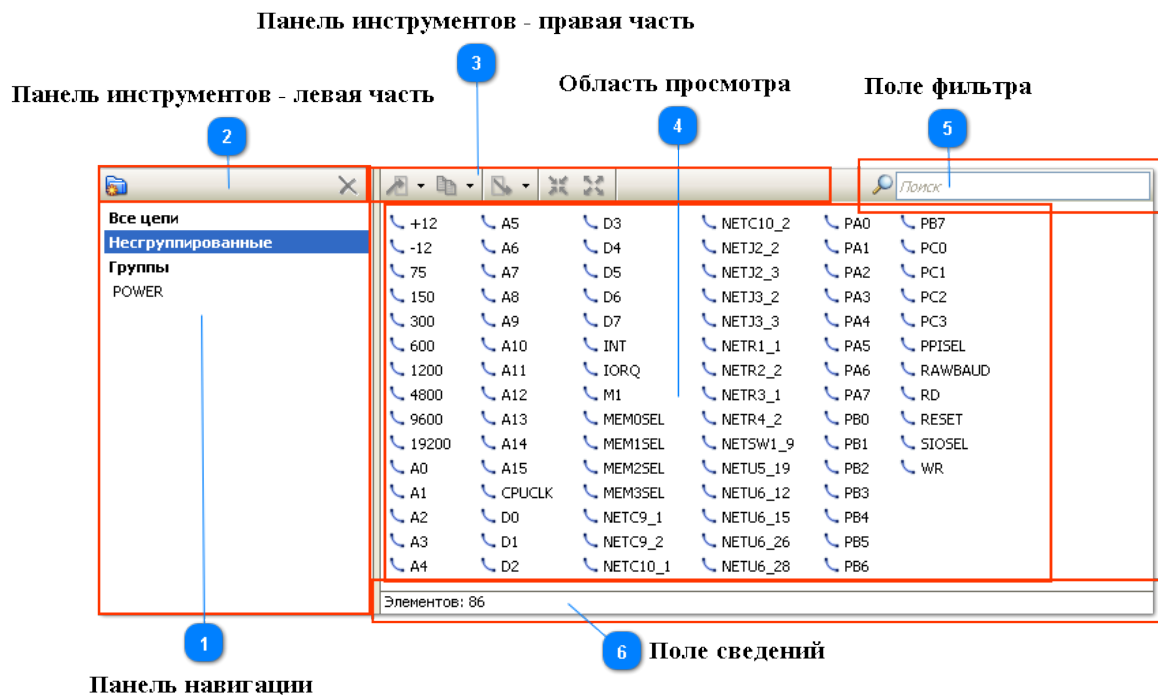 Панель инструментов - правая часть
3
Панель инструментов - левая часть
Область просмотра
Поле фильтра
2
4
5
Поиск
Все цепи
Несгруппированные
Группы
POWER
+12 A5 D3 NETC10_2 PA0 PB7
-12 A6 D4 NETJ2_2 PA1 PC0
75 A7 D5 NETJ2_3 PA2 PC1
150 A8 D6 NETJ3_2 PA3 PC2
300 A9 D7 NETJ3_3 PA4 PC3
600 A10 INT NETR1_1 PA5 PPISEL
1200 A11 IORQ NETR2_2 PA6 RAWBAUD
4800 A12 M1 NETR3_1 PA7 RD
9600 A13 MEM0SEL NETR4_2 PB0 RESET
19200 A14 MEM1SEL NETSW1_9 PB1 SIOSEL
A0 A15 MEM2SEL NETU5_19 PB2 WR
A1 CPUCLK MEM3SEL NETU6_12 PB3
A2 D0 NETC9_1 NETU6_15 PB4
A3 D1 NETC9_2 NETU6_26 PB5
A4 D2 NETC10_1 NETU6_28 PB6
Элементов: 86
1
6
Поле сведений
Панель навигации